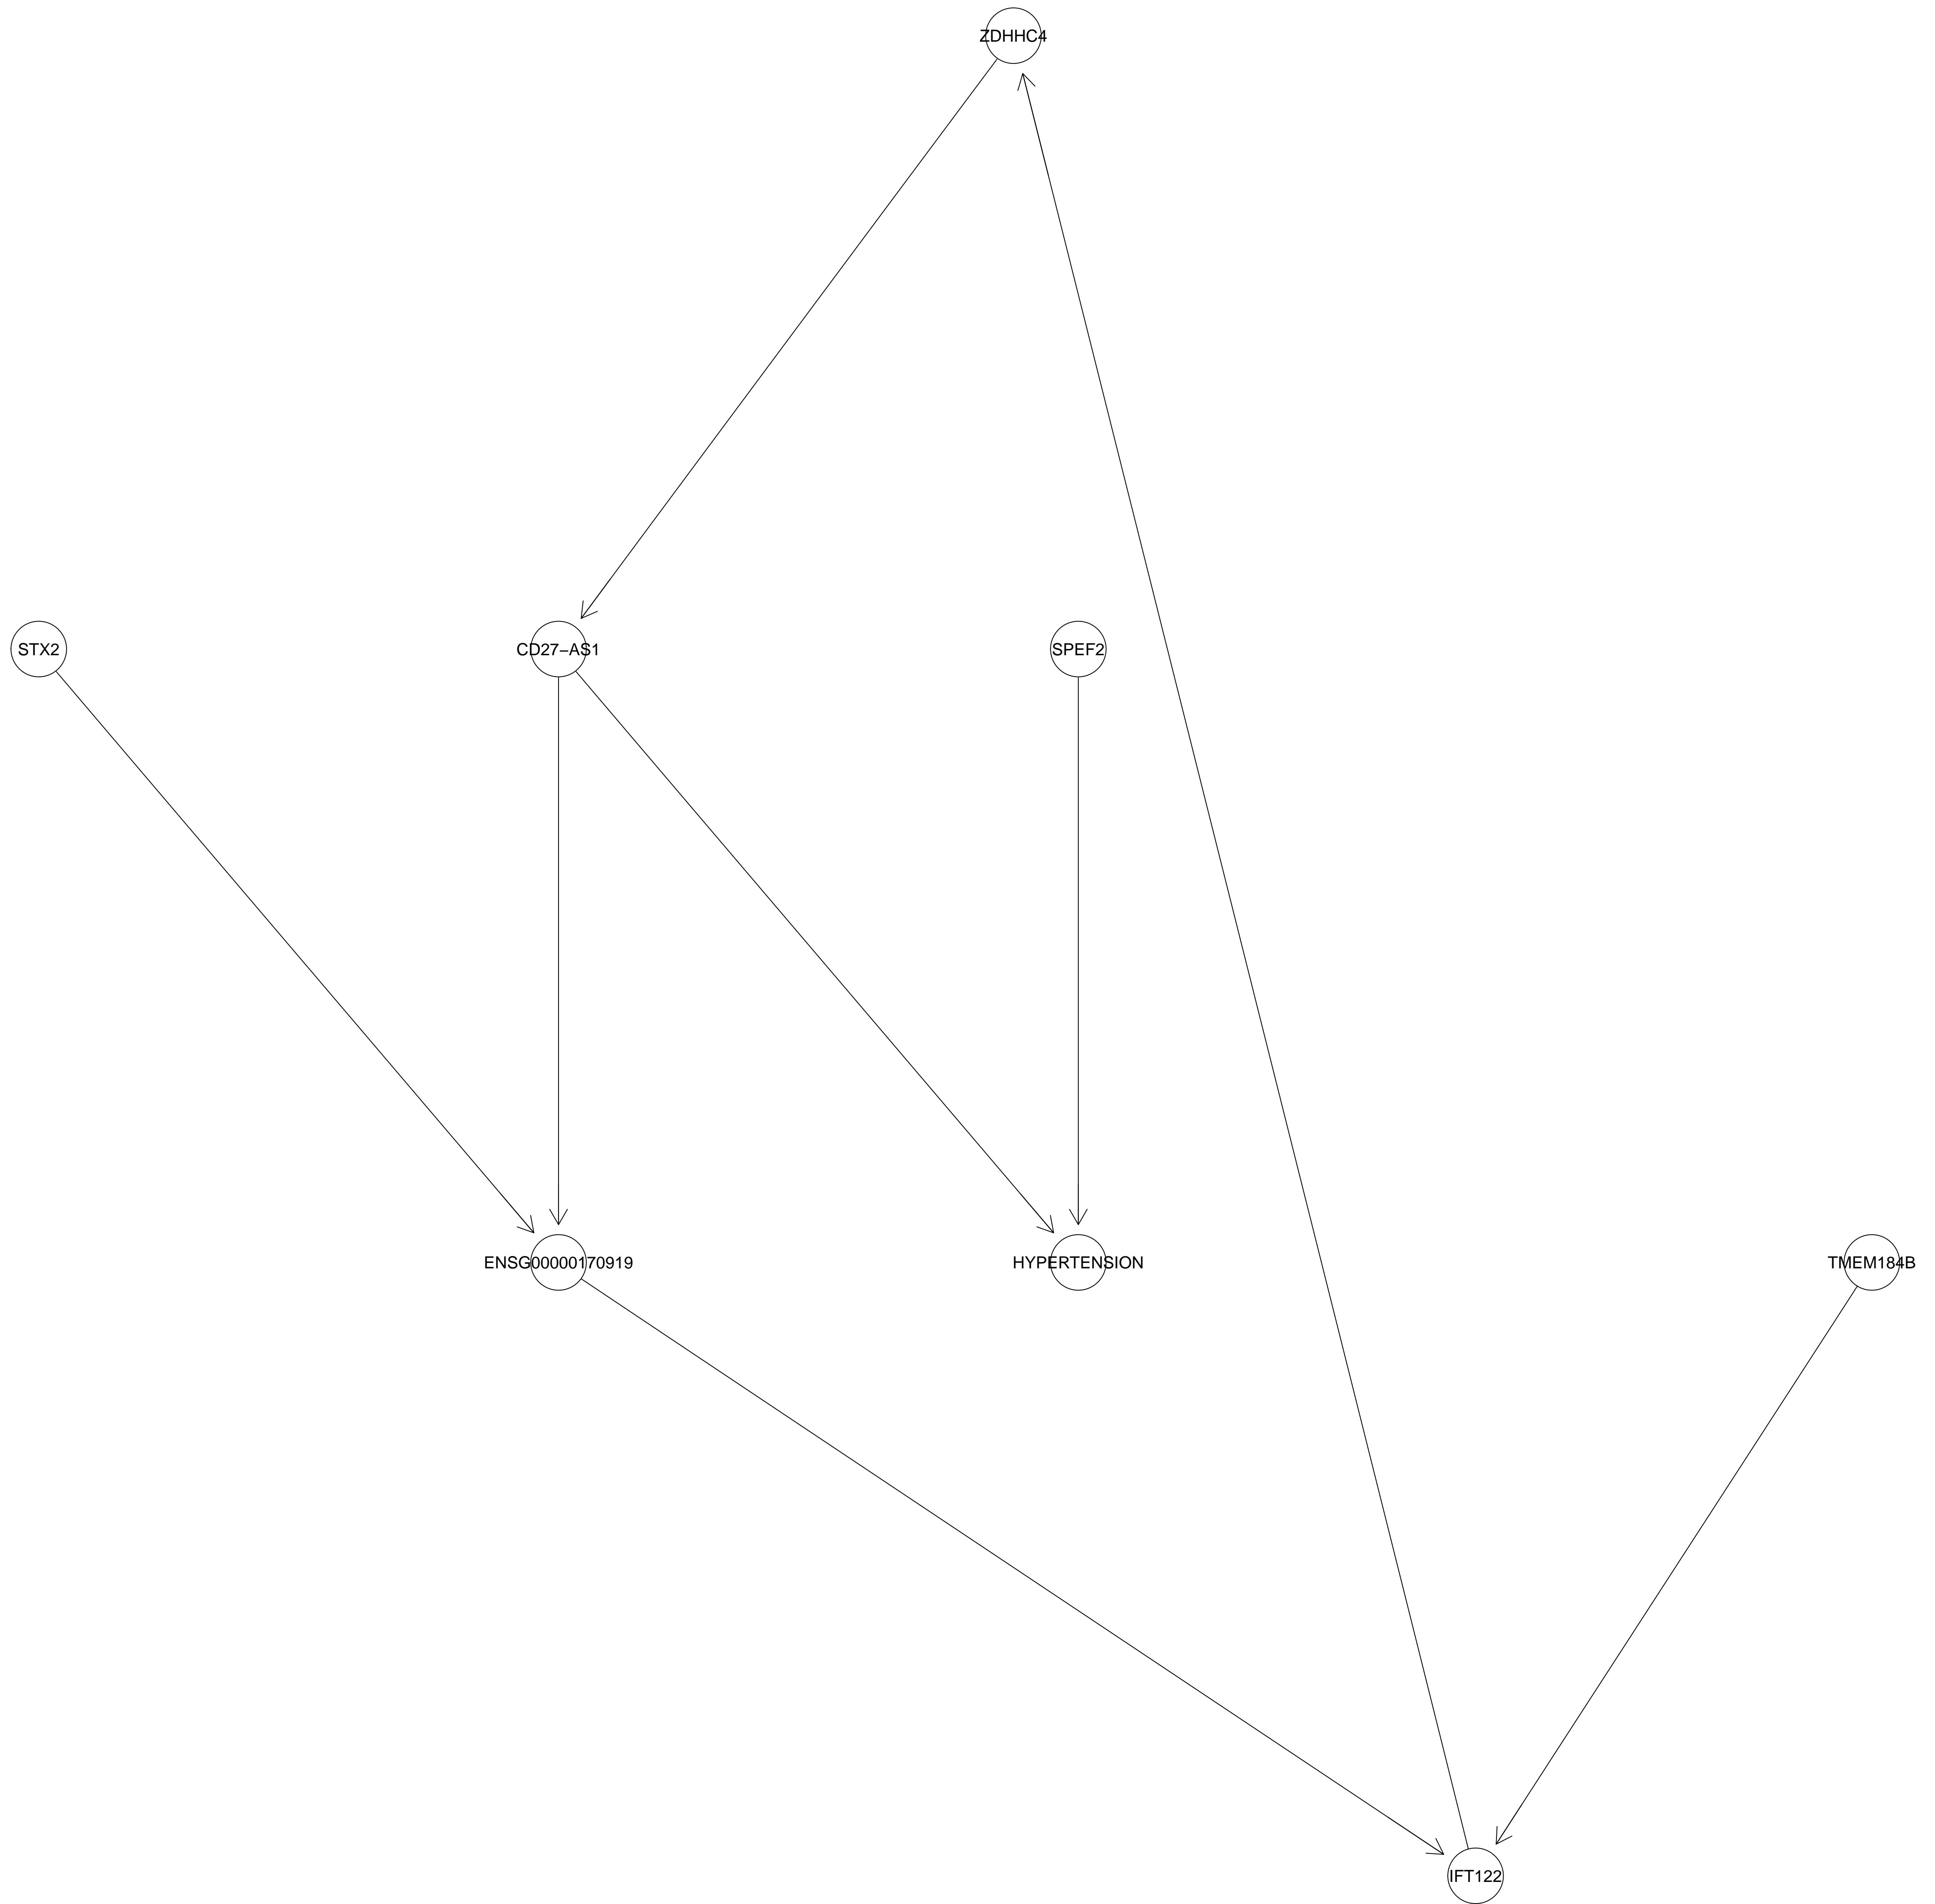 ZDHHC4
STX2
CD27−AS1
SPEF2
ENSG00000170919
HYPERTENSION
TMEM184B
IFT122